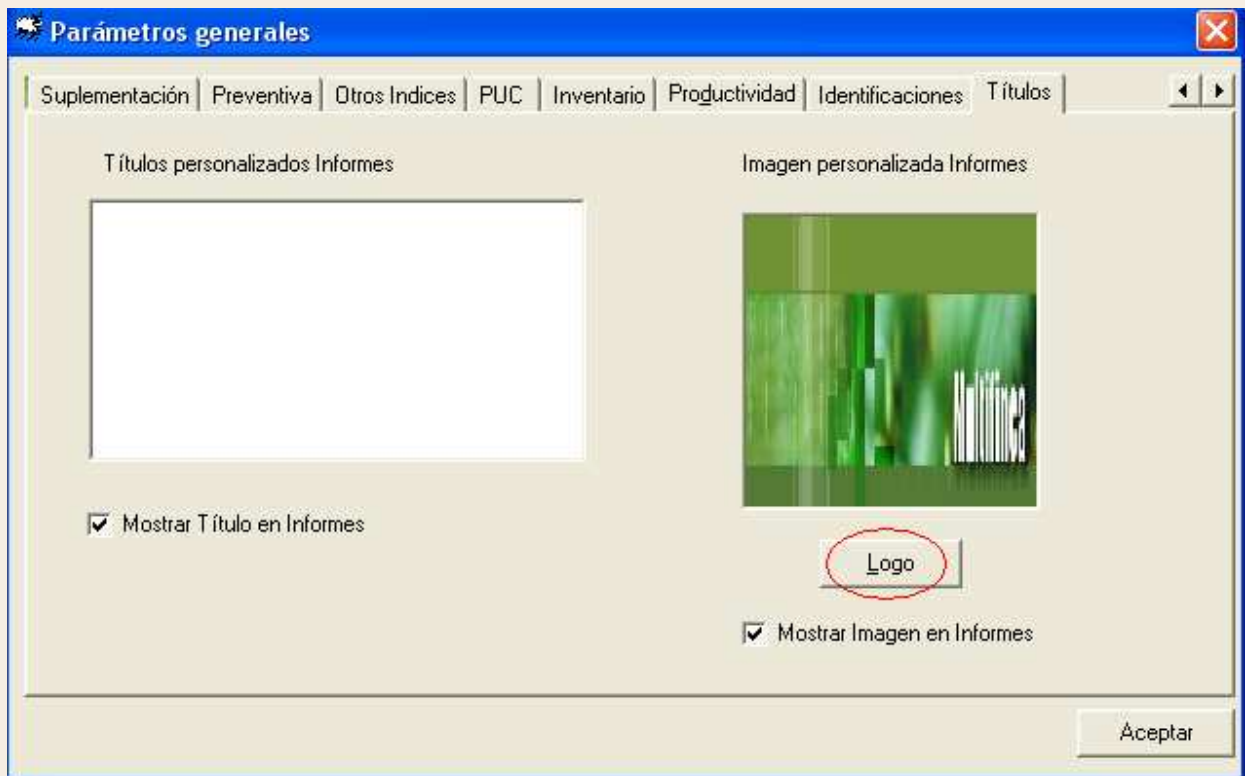 Parámetros generales
Suplementación Preventiva Otros Indices PUC Inventario Productividad Identificaciones Títulos
Títulos personalizados Informes
Imagen personalizada Informes
Multifinca
Mostrar Título en Informes
Logo
Mostrar Imagen en Informes
Aceptar